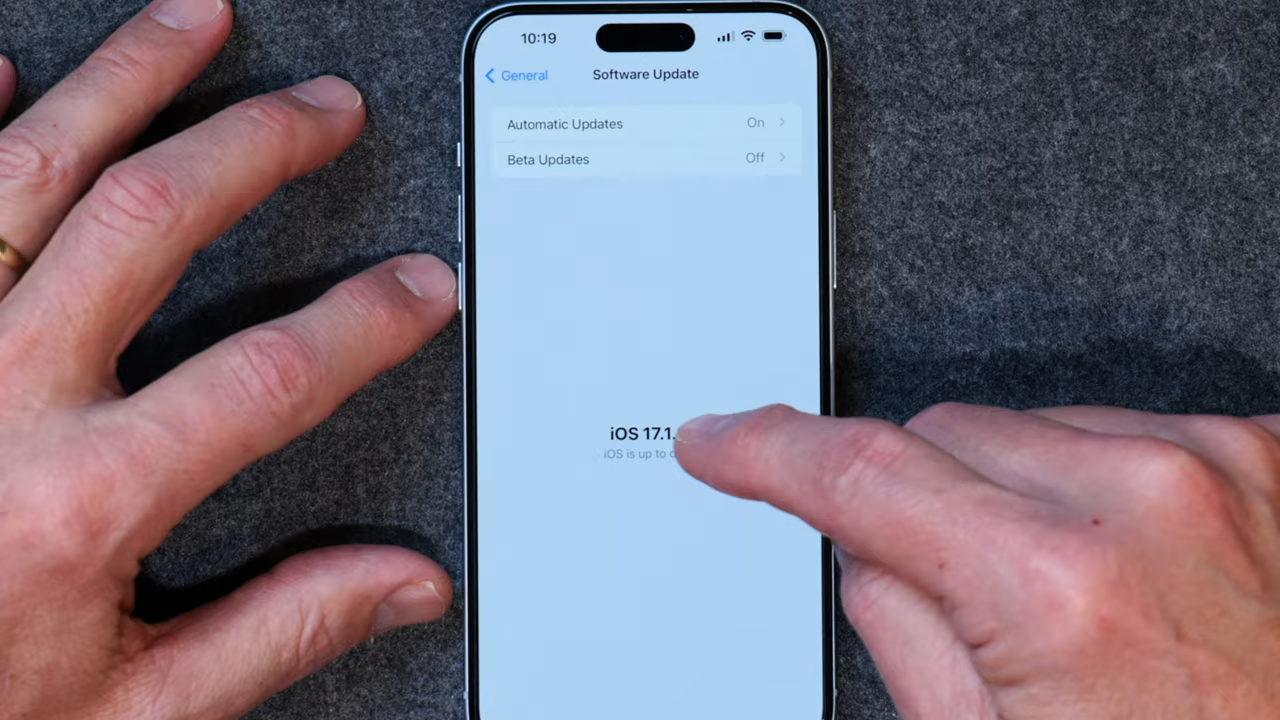 10:19
General Software Update
Automatic Updates On
Beta Updates Off
iOS 17.1.
iOS is up to